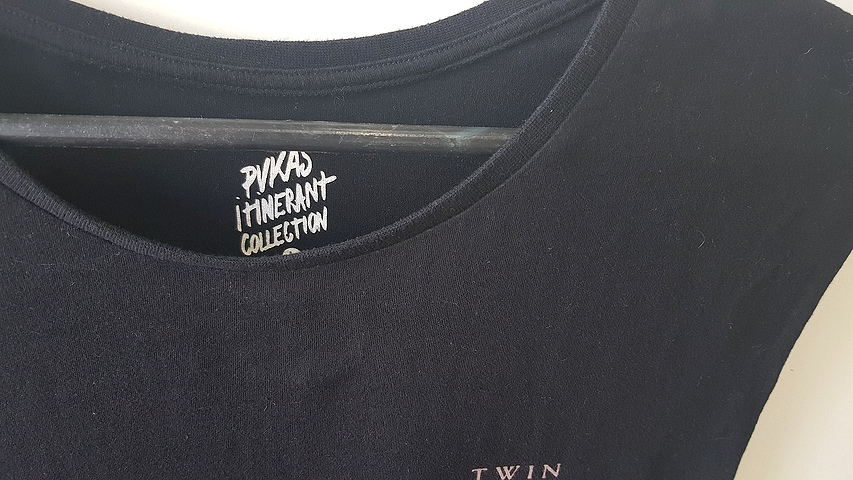 PVKAS
iTINERANT
COLLECTION
TWIN